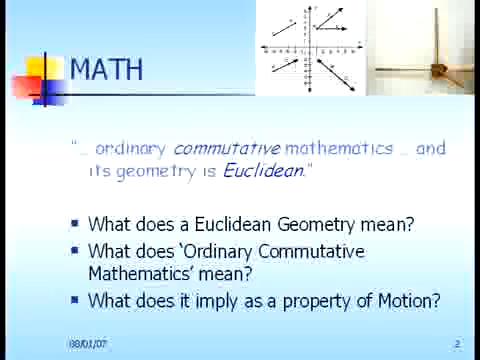 MATH
"… ordinary commutative mathematics … and
its geometry is Euclidean."
What does a Euclidean Geometry mean?
What does 'Ordinary Commutative
Mathematics' mean?
What does it imply as a property of Motion?
08/01/07
2